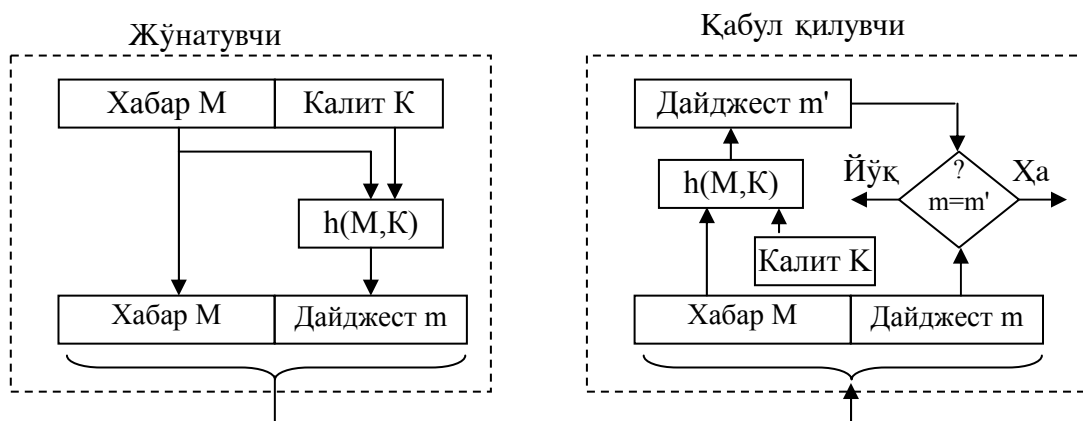 Жўнатувчи
Хабар М
Калит К
h(М,К)
Хабар М
Дайджест m
Қабул қилувчи
Дайджест m'
Йўқ
?
m=m'
Ҳа
h(М,К)
Калит К
Хабар М
Дайджест m